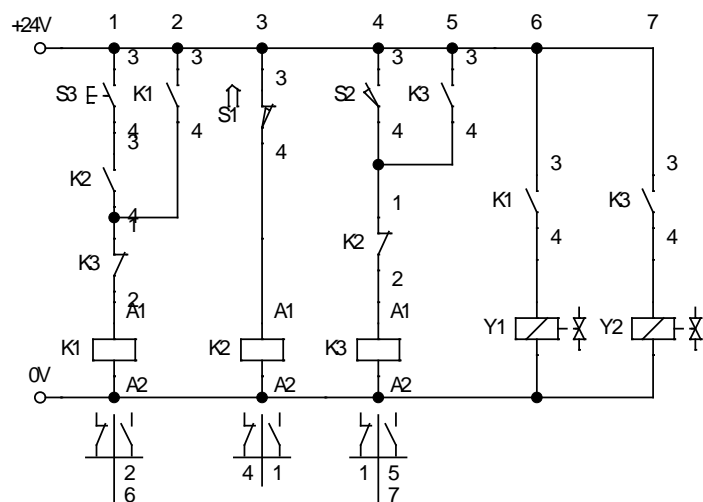 1 2 3 4 5 6 7
+24V
3 3 3 3 3
S3 K1 S1 S2 K3
4 4 4 4 4
3
K2
4
1
K3
2
1
K2
2
3 3
K1 K3
4 4
A1 A1 A1
K1 K2 K3 Y1 Y2
0V
A2 A2 A2
2 4 1 1 5
6 7